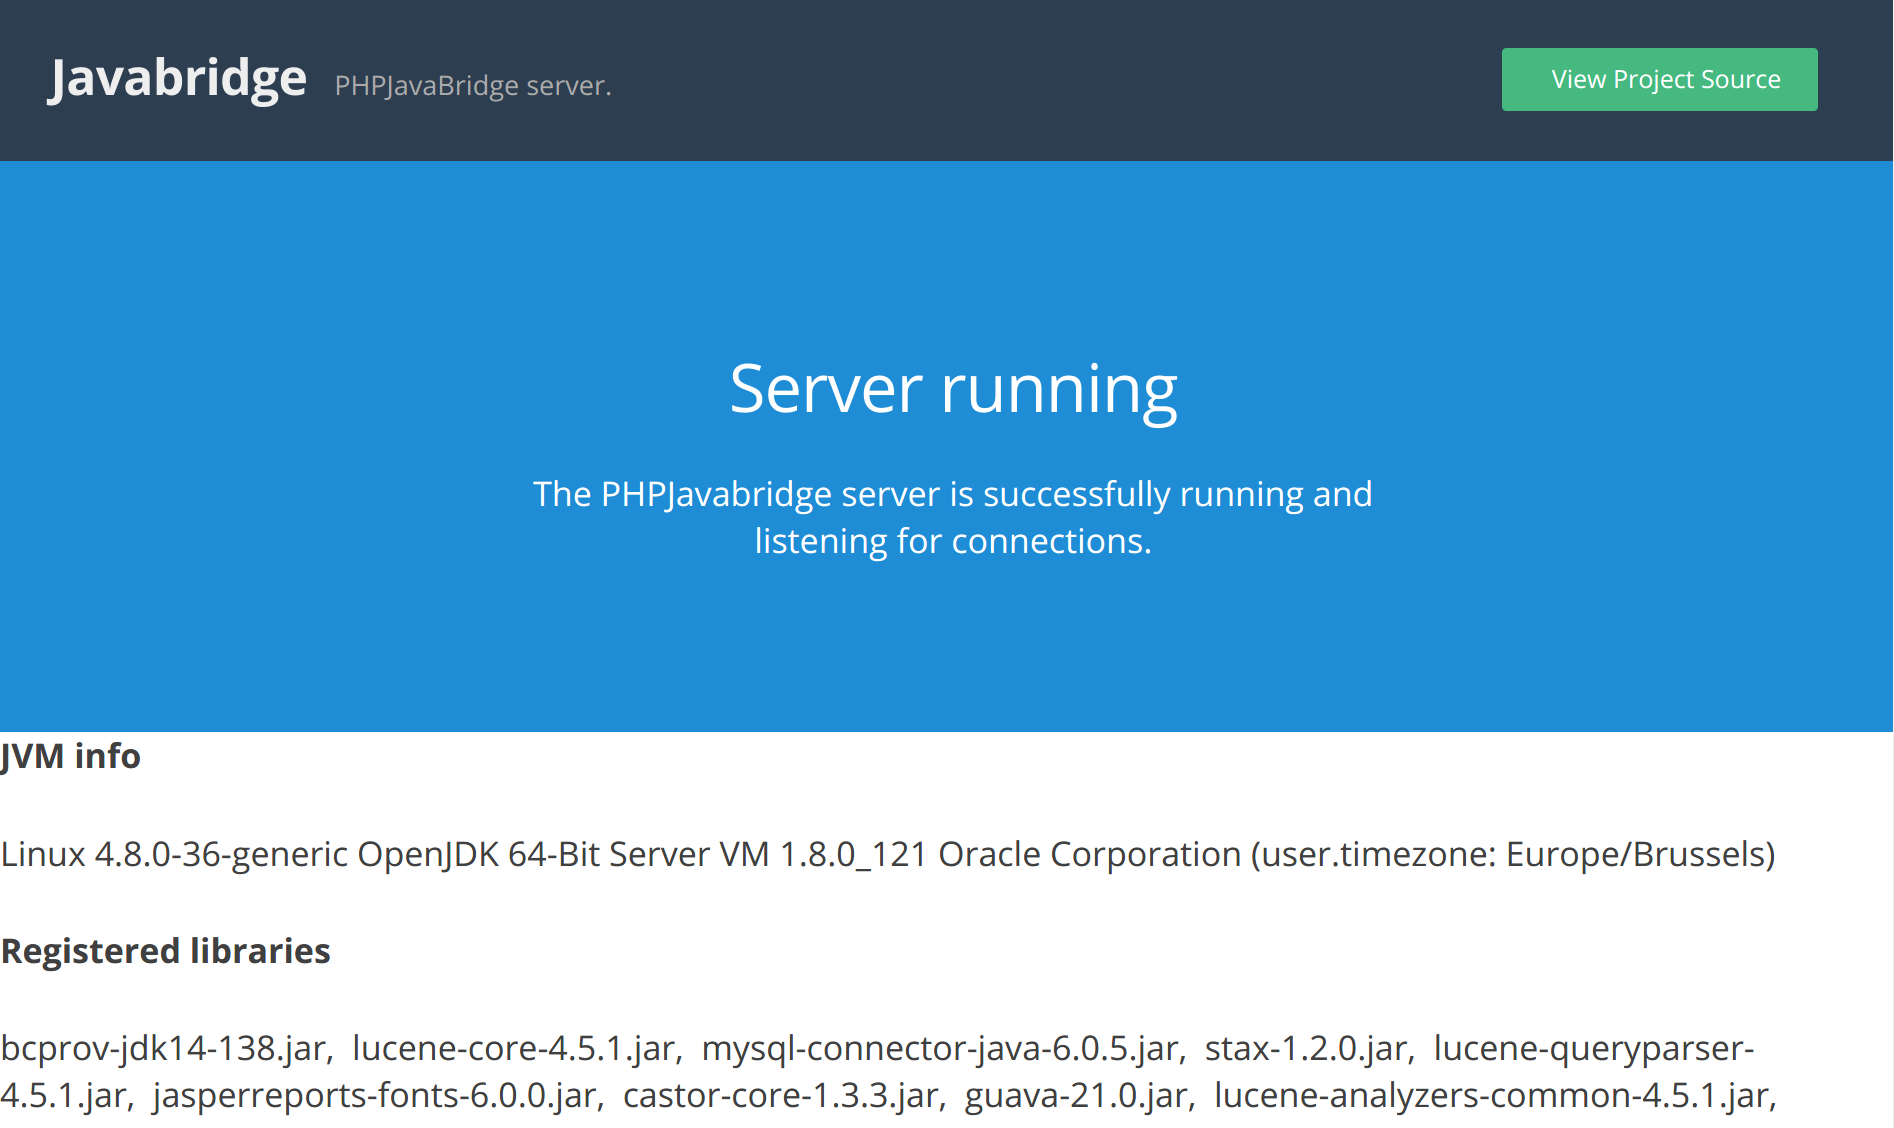 Javabridge PHPJavaBridge server.
View Project Source
Server running
The PHPJavabridge server is successfully running and
listening for connections.
JVM info
Linux 4.8.0-36-generic OpenJDK 64-Bit Server VM 1.8.0_121 Oracle Corporation (user.timezone: Europe/Brussels)
Registered libraries
bcprov-jdk14-138.jar, lucene-core-4.5.1.jar, mysql-connector-java-6.0.5.jar, stax-1.2.0.jar, lucene-queryparser-
4.5.1.jar, jasperreports-fonts-6.0.0.jar, castor-core-1.3.3.jar, guava-21.0.jar, lucene-analyzers-common-4.5.1.jar,